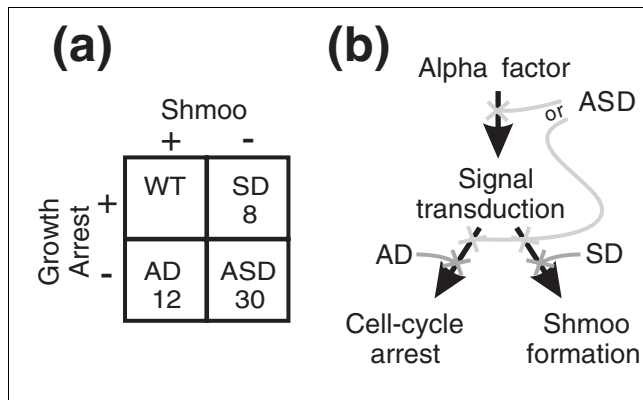 (a)
Shmoo
+ -
Growth
Arrest
+
WT
SD
8
-
AD
12
ASD
30
(b)
Alpha factor
or
ASD
Signal
transduction
AD
SD
Cell-cycle
arrest
Shmoo
formation